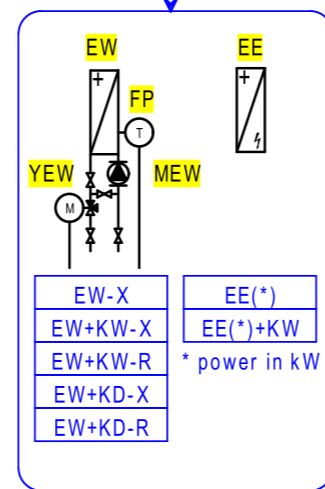 EW EE
+ +
FP
T
YEW MEW
M
EW-X EE(*)
EW+KW-X EE(*)+KW
EW+KW-R * power in kW
EW+KD-X
EW+KD-R